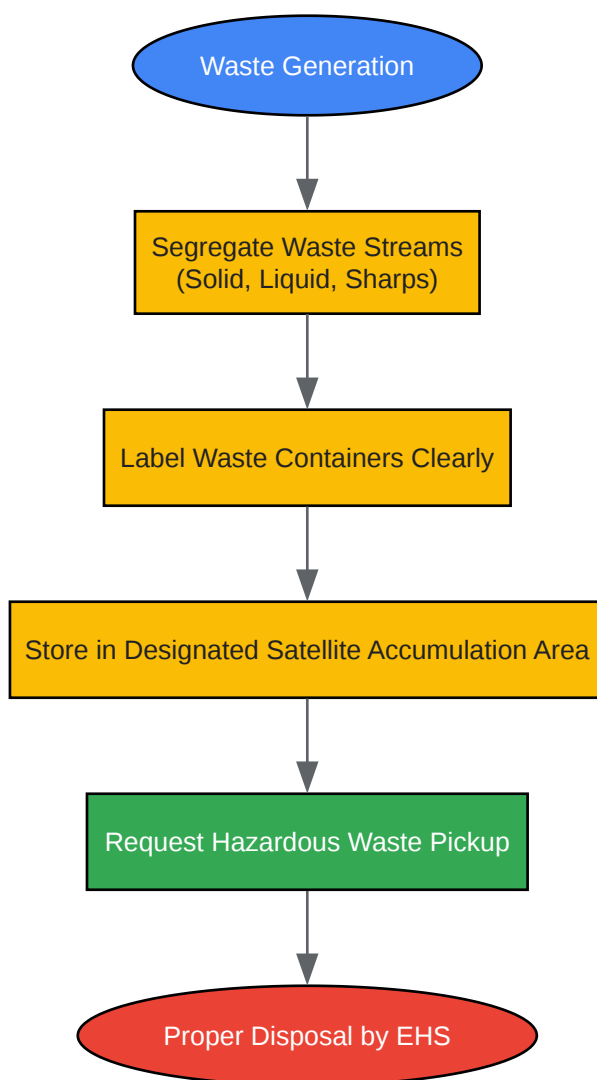 Waste Generation
Segregate Waste Streams
(Solid, Liquid, Sharps)
Label Waste Containers Clearly
Store in Designated Satellite Accumulation Area
Request Hazardous Waste Pickup
Proper Disposal by EHS